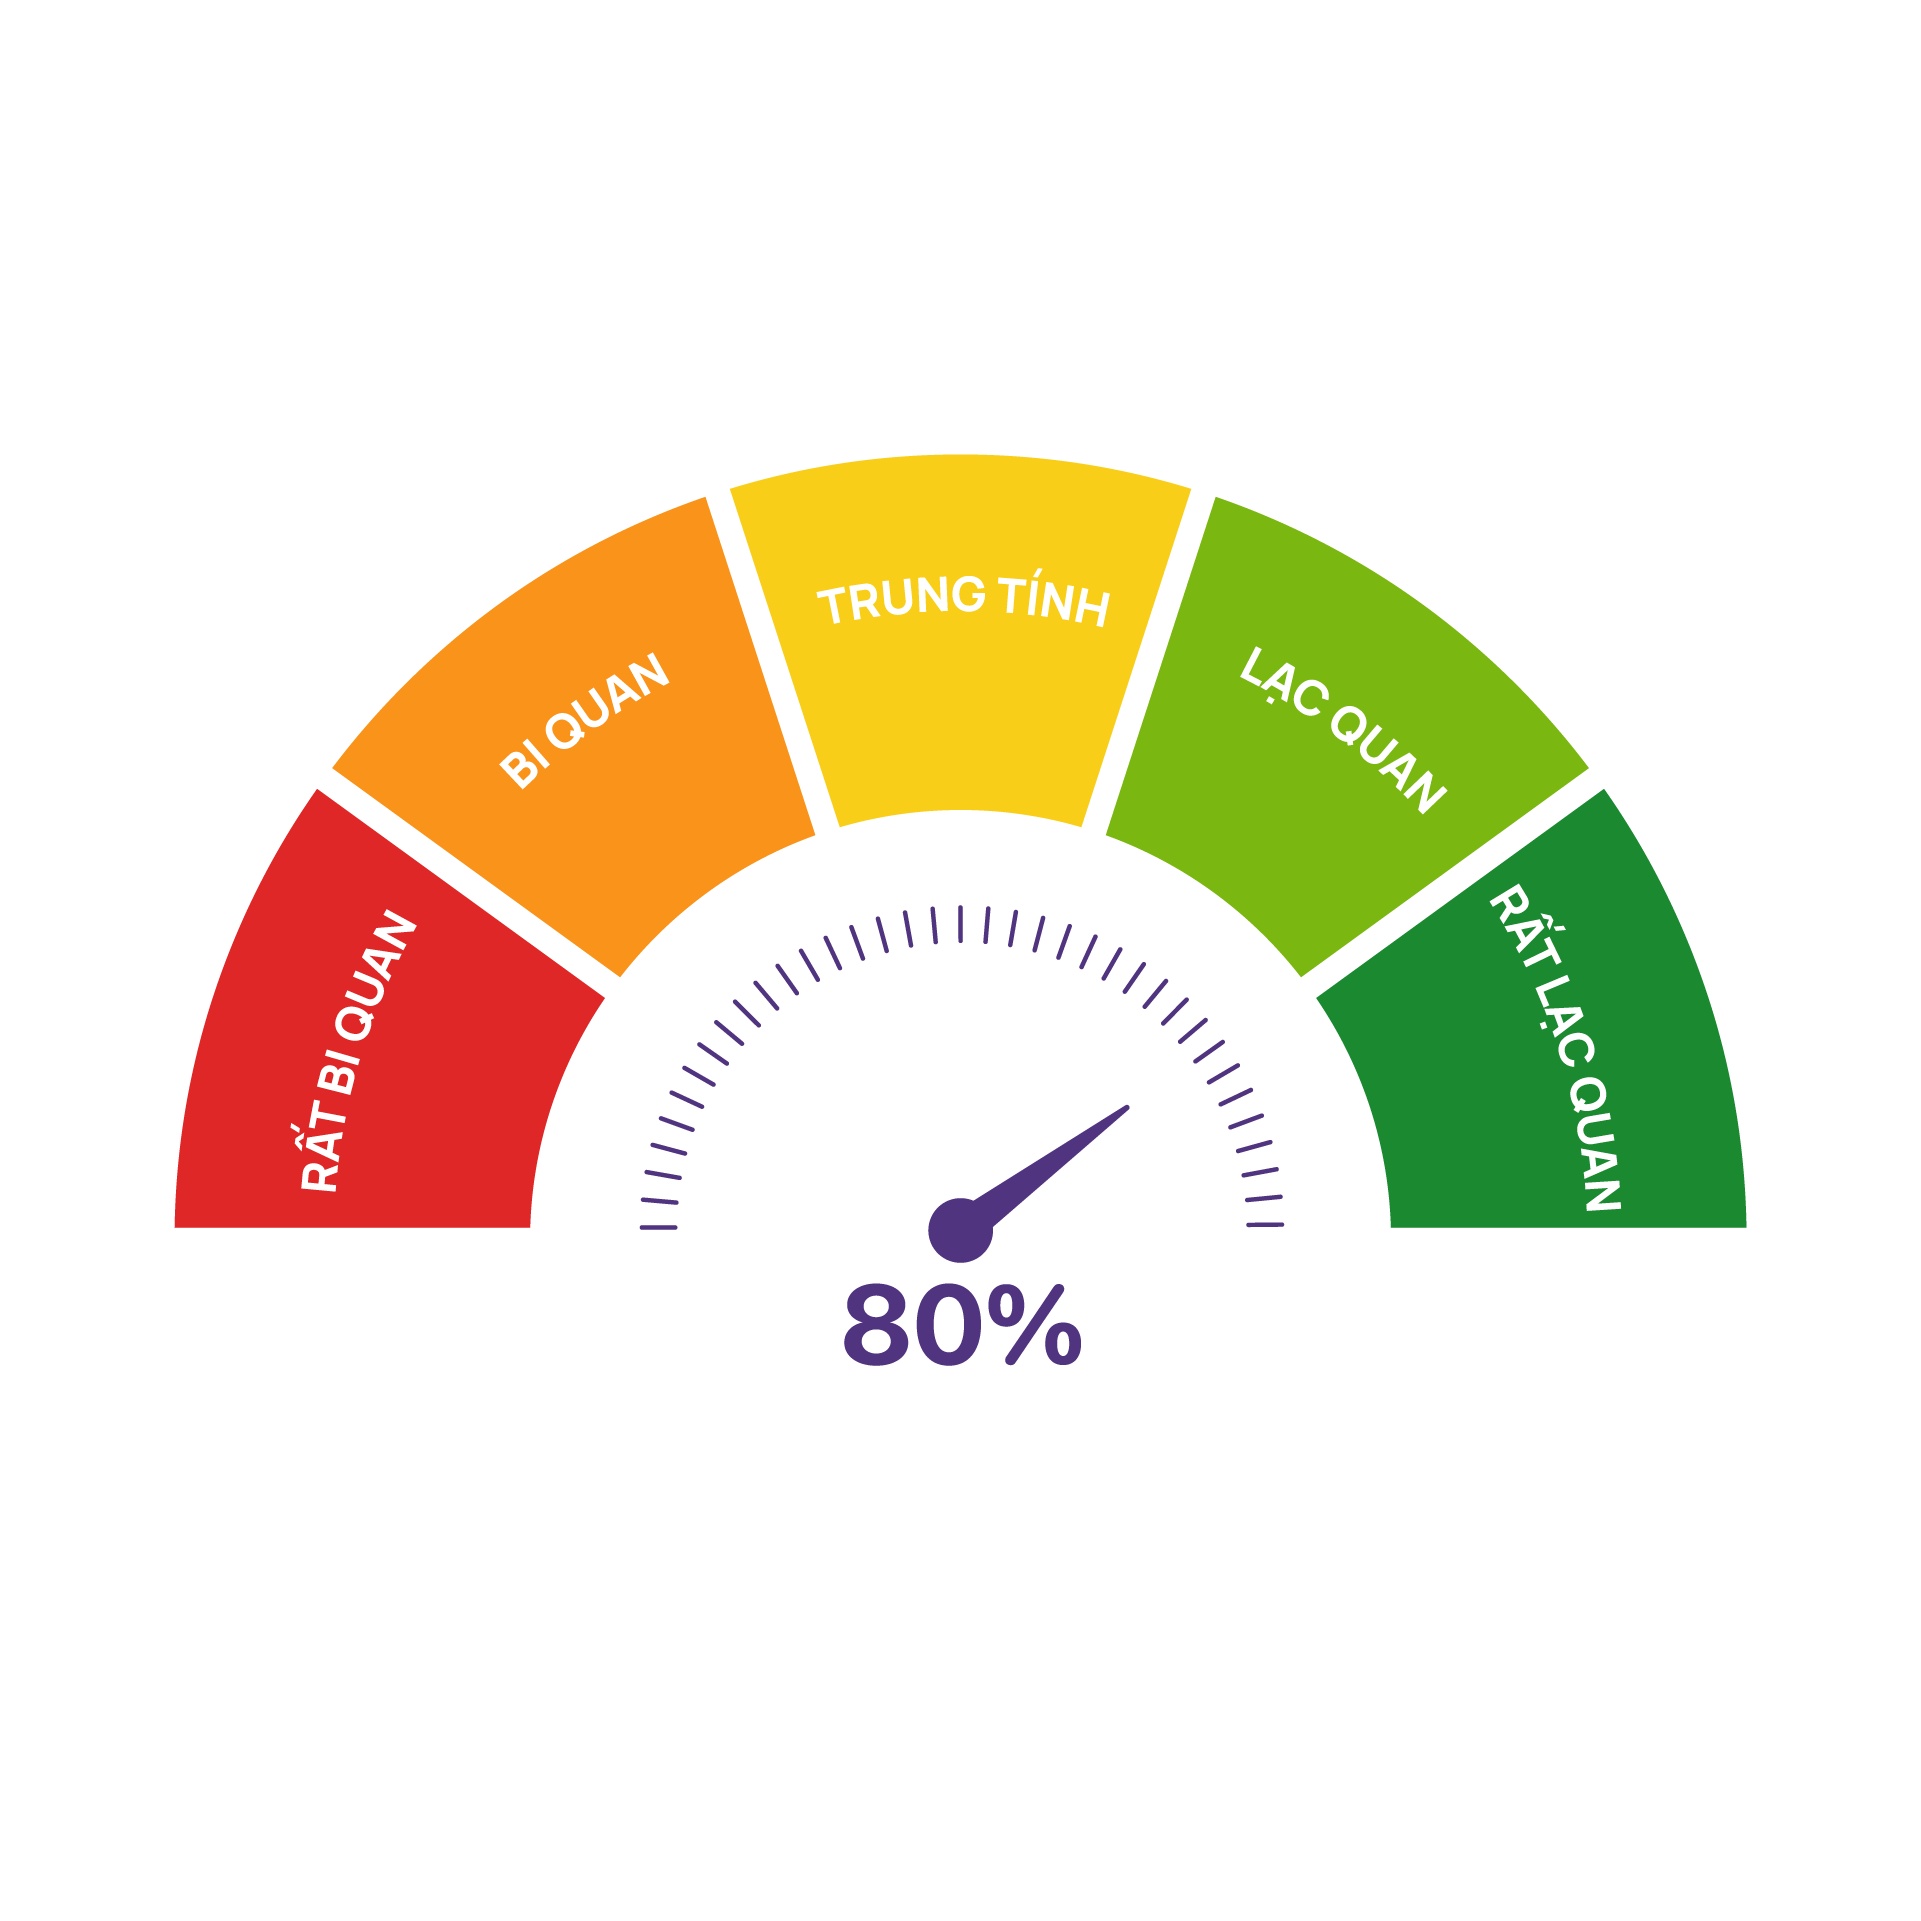 RẤT BI QUAN
BI QUAN
TRUNG TÍNH
LẠC QUAN
RẤT LẠC QUAN
80%